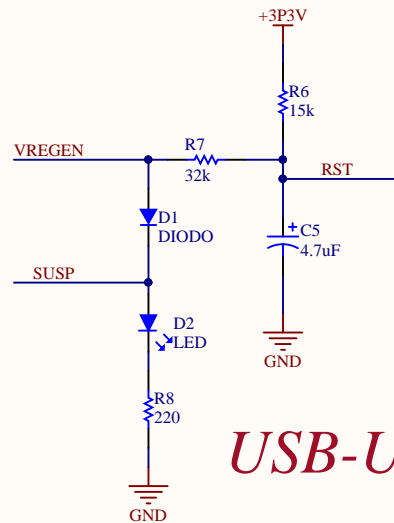 +3P3V
R6
15k
R7
VREGEN
32k
RST
D1
DIODO
+
C5
4.7uF
SUSP
D2
LED
GND
R8
220
USB-U
GND